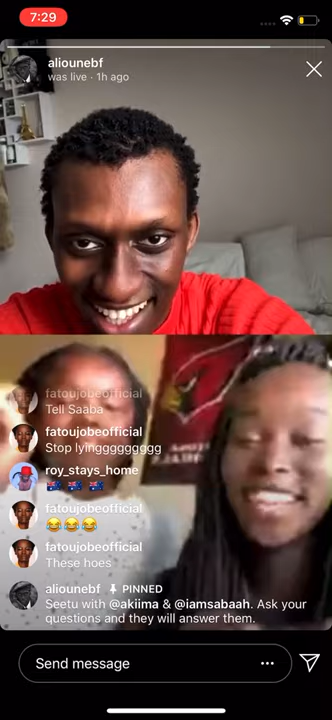 7:29
aliounebf
was live · 1h ago
fatoujobeofficial
Tell Saaba
fatoujobeofficial
Stop lyingggggggggg
roy_stays_home
🇦🇺 🇦🇺 🇦🇺
fatoujobeofficial
😂😂😂
fatoujobeofficial
These hoes
aliounebf 📌 PINNED
Seetu with @akiima & @iamsabaah. Ask your
questions and they will answer them.
Send message